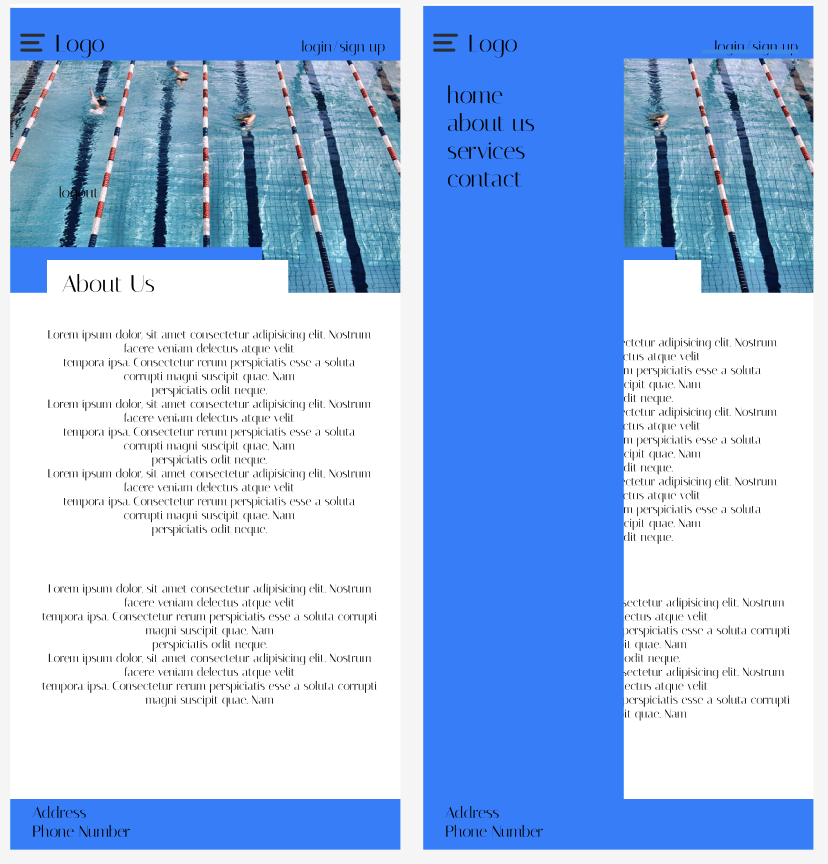 Logo
login/sign up
logout
About Us
Lorem ipsum dolor, sit amet consectetur adipisicing elit. Nostrum
facere veniam delectus atque velit
tempora ipsa. Consectetur rerum perspiciatis esse a soluta
corrupti magni suscipit quae. Nam
perspiciatis odit neque.
Lorem ipsum dolor, sit amet consectetur adipisicing elit. Nostrum
facere veniam delectus atque velit
tempora ipsa. Consectetur rerum perspiciatis esse a soluta
corrupti magni suscipit quae. Nam
perspiciatis odit neque.
Lorem ipsum dolor, sit amet consectetur adipisicing elit. Nostrum
facere veniam delectus atque velit
tempora ipsa. Consectetur rerum perspiciatis esse a soluta
corrupti magni suscipit quae. Nam
perspiciatis odit neque.
Lorem ipsum dolor, sit amet consectetur adipisicing elit. Nostrum
facere veniam delectus atque velit
tempora ipsa. Consectetur rerum perspiciatis esse a soluta corrupti
magni suscipit quae. Nam
perspiciatis odit neque.
Lorem ipsum dolor, sit amet consectetur adipisicing elit. Nostrum
facere veniam delectus atque velit
tempora ipsa. Consectetur rerum perspiciatis esse a soluta corrupti
magni suscipit quae. Nam
Address
Phone Number
Logo
login/sign up
home
about us
services
contact
ctetur adipisicing elit. Nostrum
ctus atque velit
m perspiciatis esse a soluta
cipit quae. Nam
dit neque.
ctetur adipisicing elit. Nostrum
ctus atque velit
m perspiciatis esse a soluta
cipit quae. Nam
dit neque.
ctetur adipisicing elit. Nostrum
ctus atque velit
m perspiciatis esse a soluta
cipit quae. Nam
dit neque.
sectetur adipisicing elit. Nostrum
ectus atque velit
perspiciatis esse a soluta corrupti
it quae. Nam
odit neque.
sectetur adipisicing elit. Nostrum
ectus atque velit
perspiciatis esse a soluta corrupti
it quae. Nam
Address
Phone Number